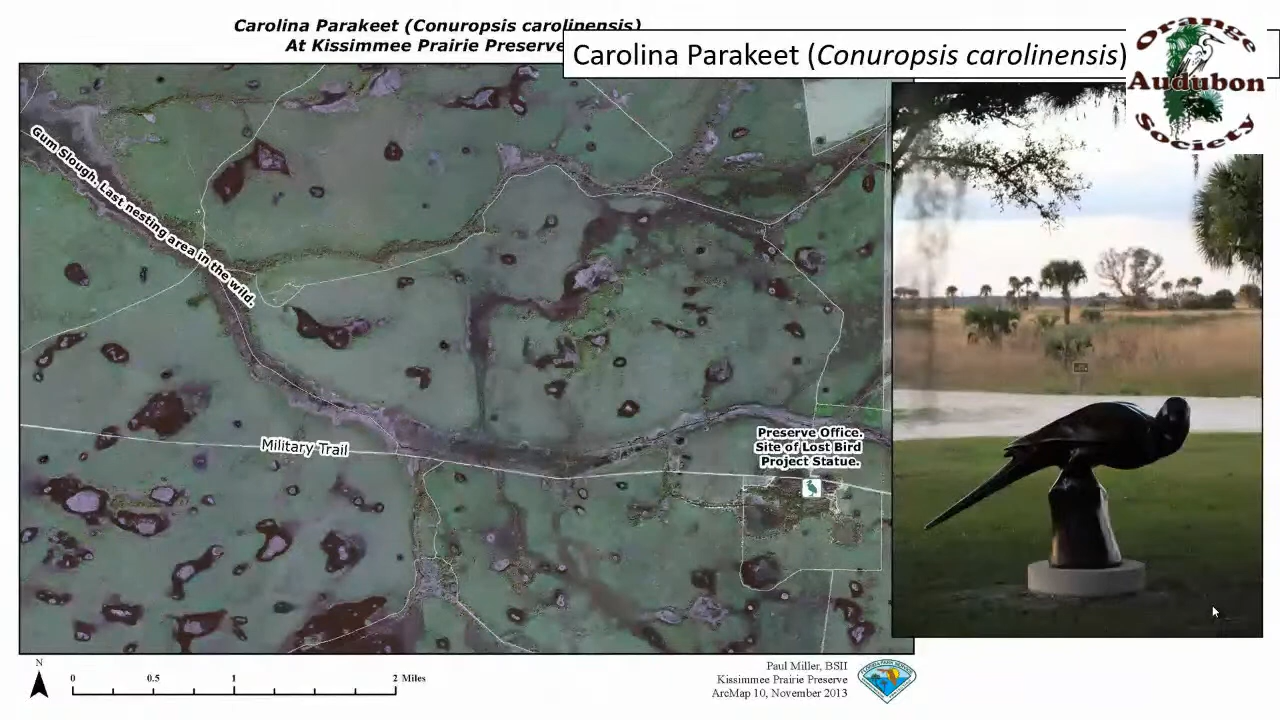 Carolina Parakeet (Conuropsis carolinensis)
At Kissimmee Prairie Preserve
Carolina Parakeet (Conuropsis carolinensis)
Orange
Audubon
Society
Gum Slough. Last nesting area in the wild.
Military Trail
Preserve Office.
Site of Lost Bird
Project Statue.
N
0 0.5 1 2 Miles
Paul Miller, BSII
Kissimmee Prairie Preserve
ArcMap 10, November 2013